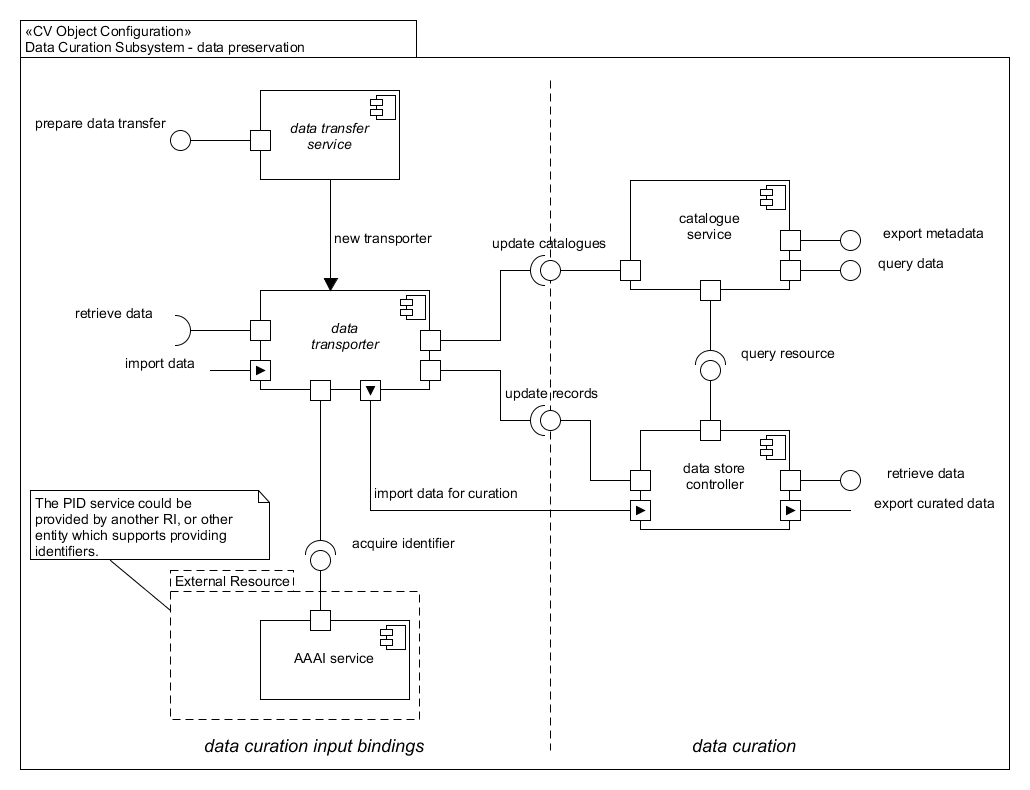 «CV Object Configuration»
Data Curation Subsystem - data preservation
prepare data transfer
data transfer
service
new transporter
update catalogues
catalogue
service
export metadata
query data
retrieve data
import data
data
transporter
query resource
update records
data store
controller
retrieve data
export curated data
import data for curation
The PID service could be
provided by another RI, or other
entity which supports providing
identifiers.
acquire identifier
External Resource
AAAI service
data curation input bindings
data curation